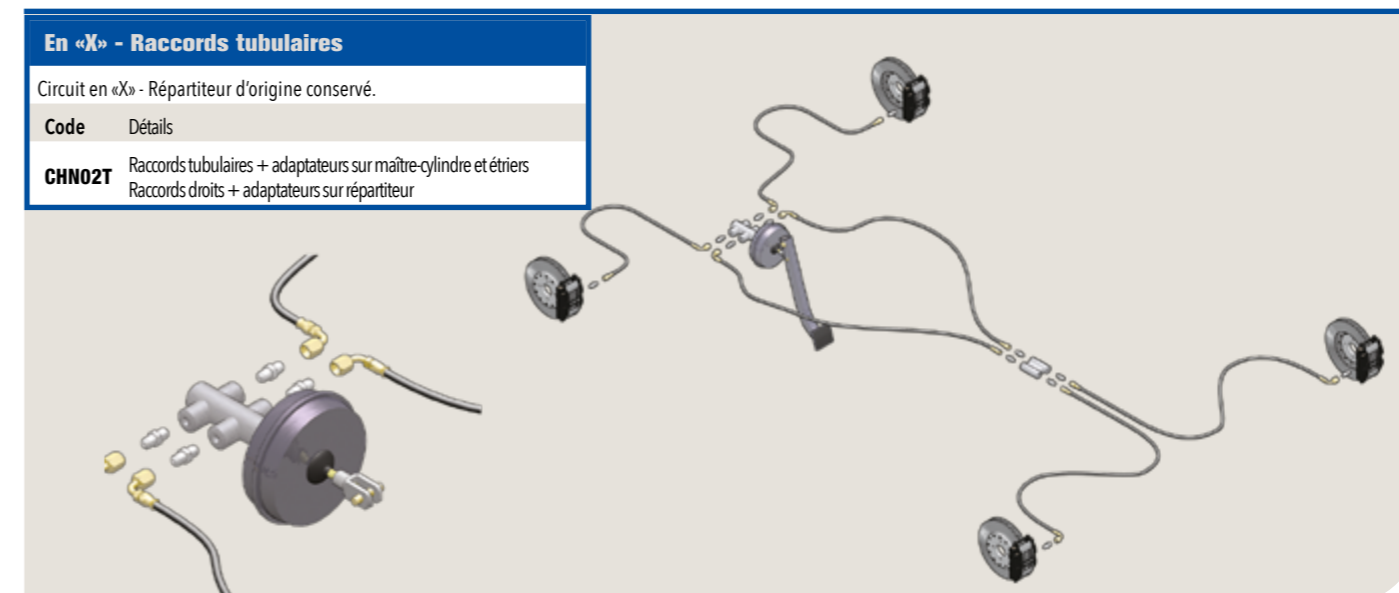 En «X» - Raccords tubulaires
Circuit en «X» - Répartiteur d'origine conservé.
Code Détails
CHN02T Raccords tubulaires + adaptateurs sur maître-cylindre et étriers
Raccords droits + adaptateurs sur répartiteur